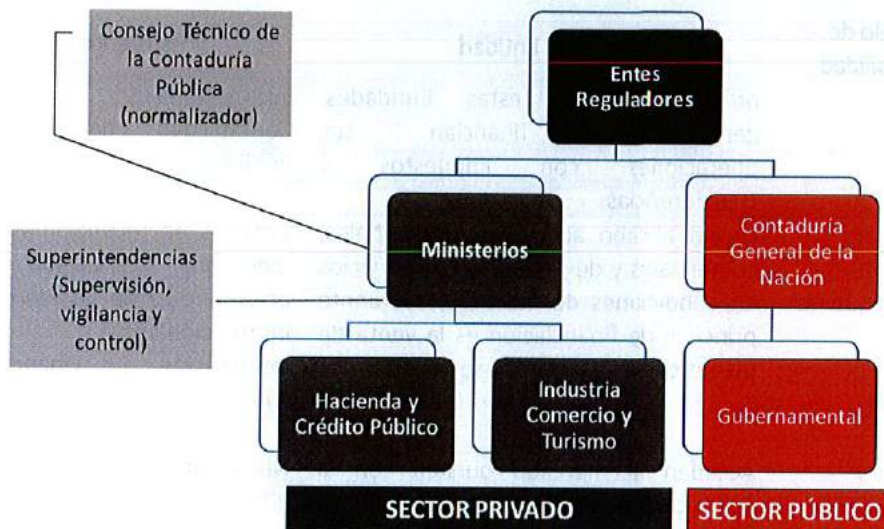 Consejo Técnico de
la Contaduría
Pública
(normalizador)
Entes
Reguladores
Ministerios
Contaduría
General de la
Nación
Superintendencias
(Supervisión,
vigilancia y
control)
Hacienda y
Crédito Público
Industria
Comercio y
Turismo
Gubernamental
SECTOR PRIVADO
SECTOR PÚBLICO